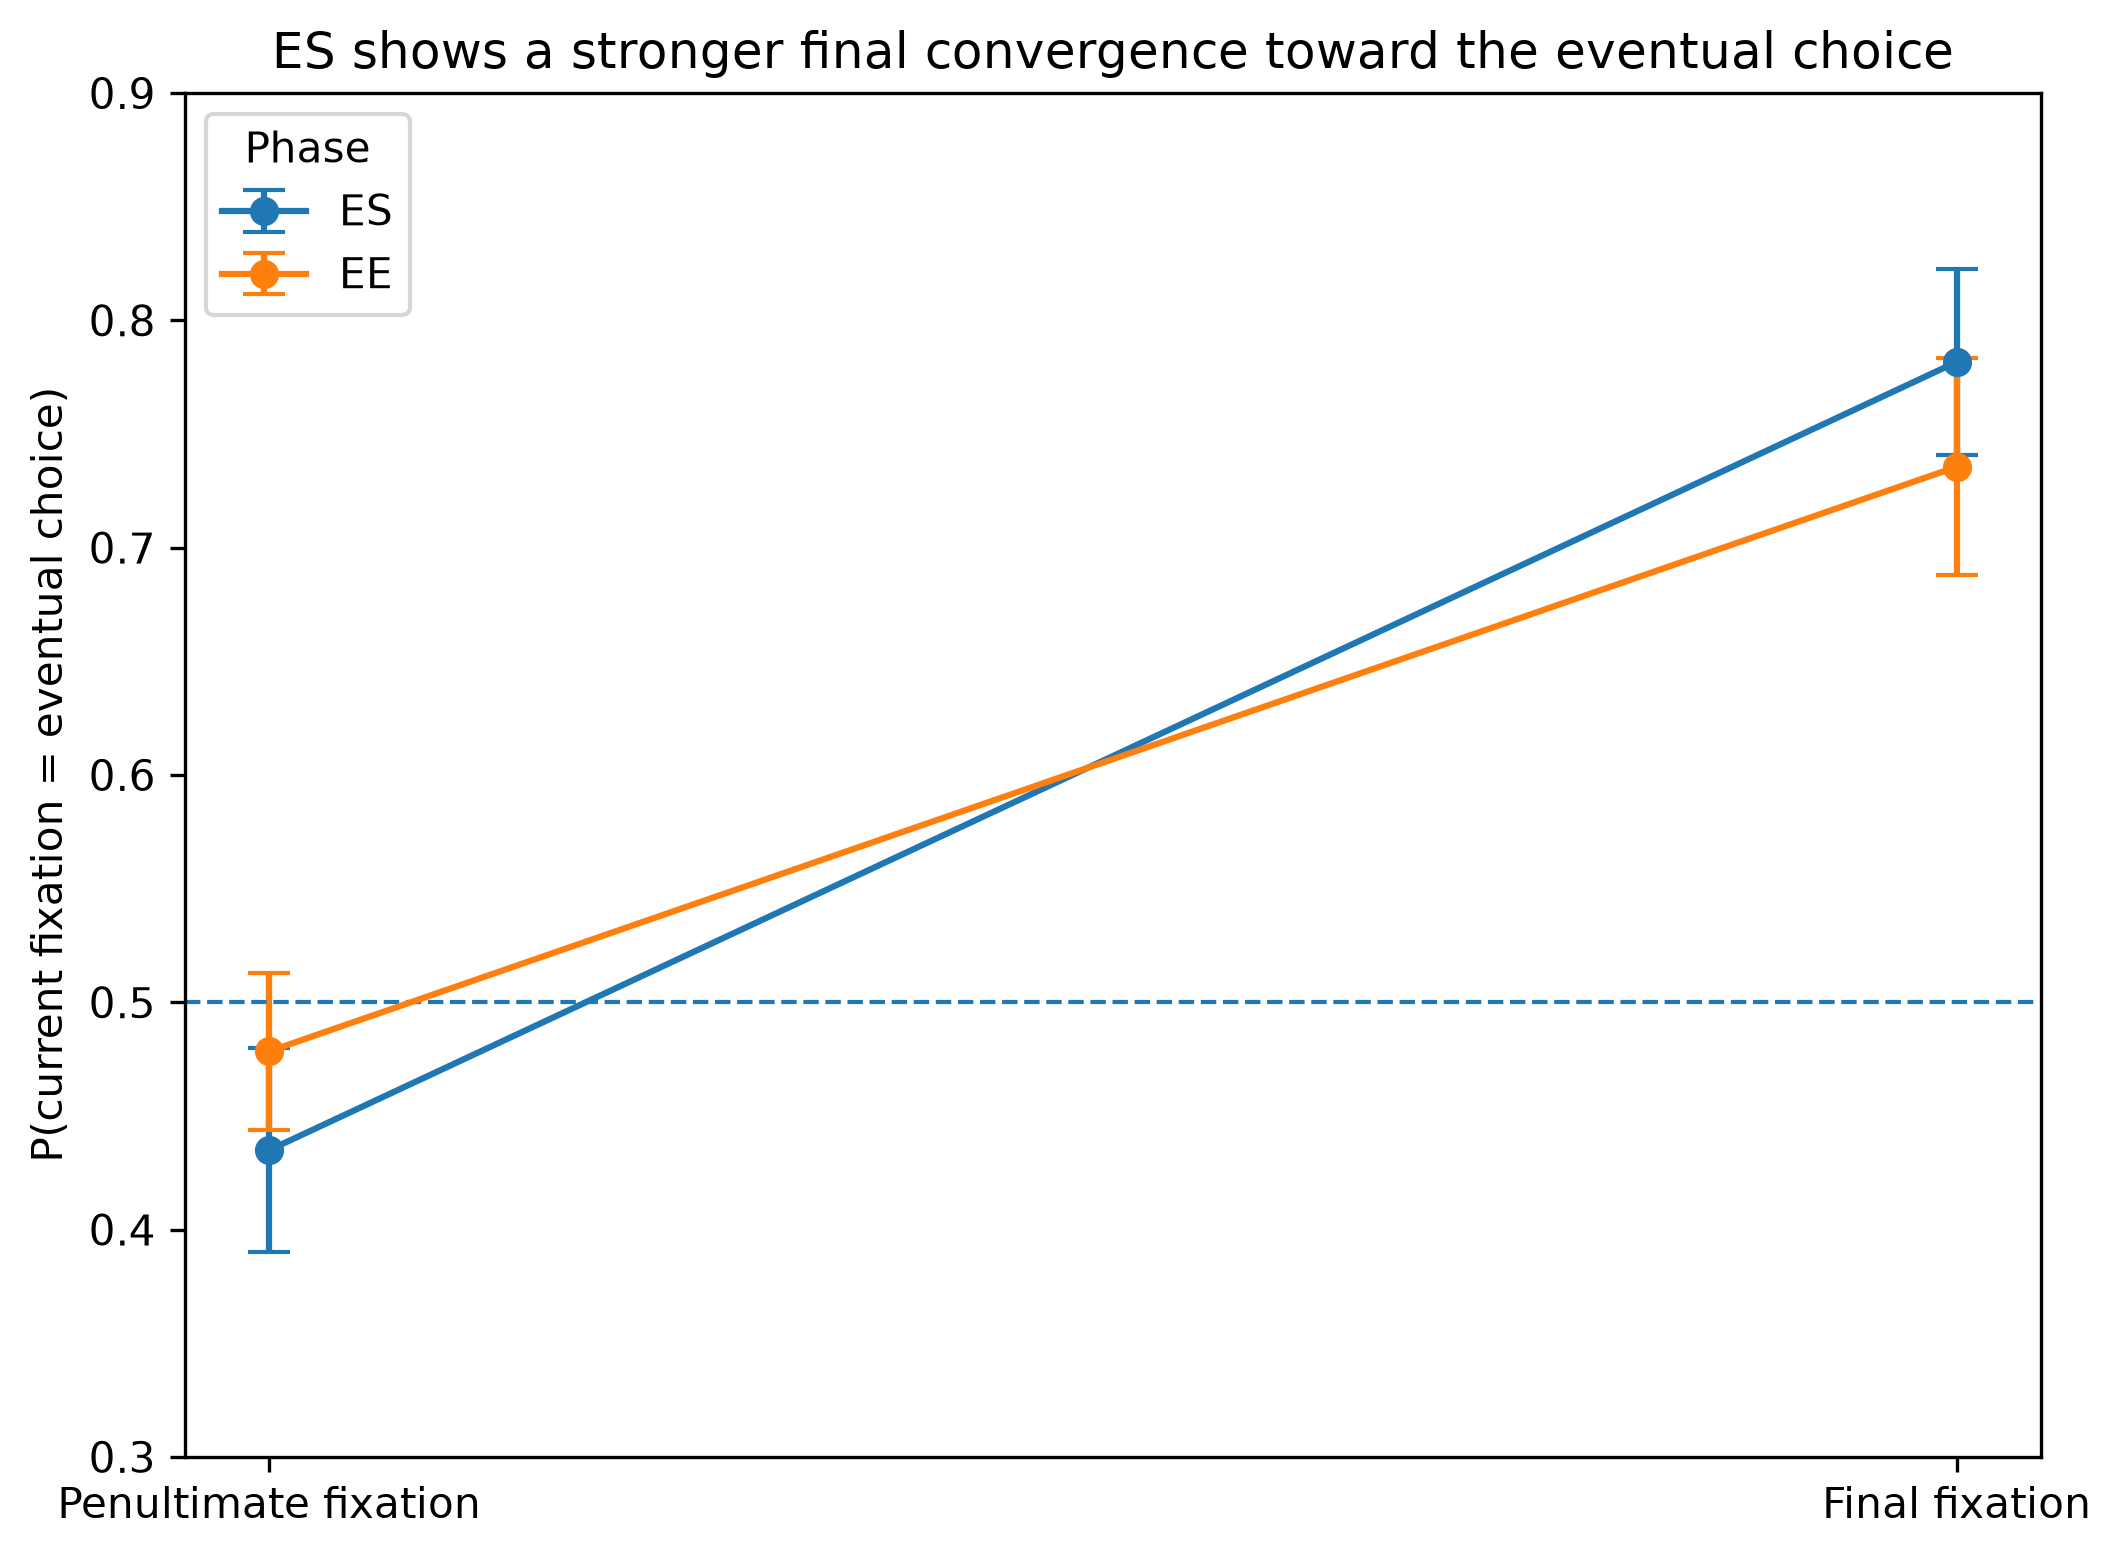 ES shows a stronger final convergence toward the eventual choice
P(current fixation = eventual choice)
0.9
0.8
0.7
0.6
0.5
0.4
0.3
Phase
ES
EE
Penultimate fixation
Final fixation